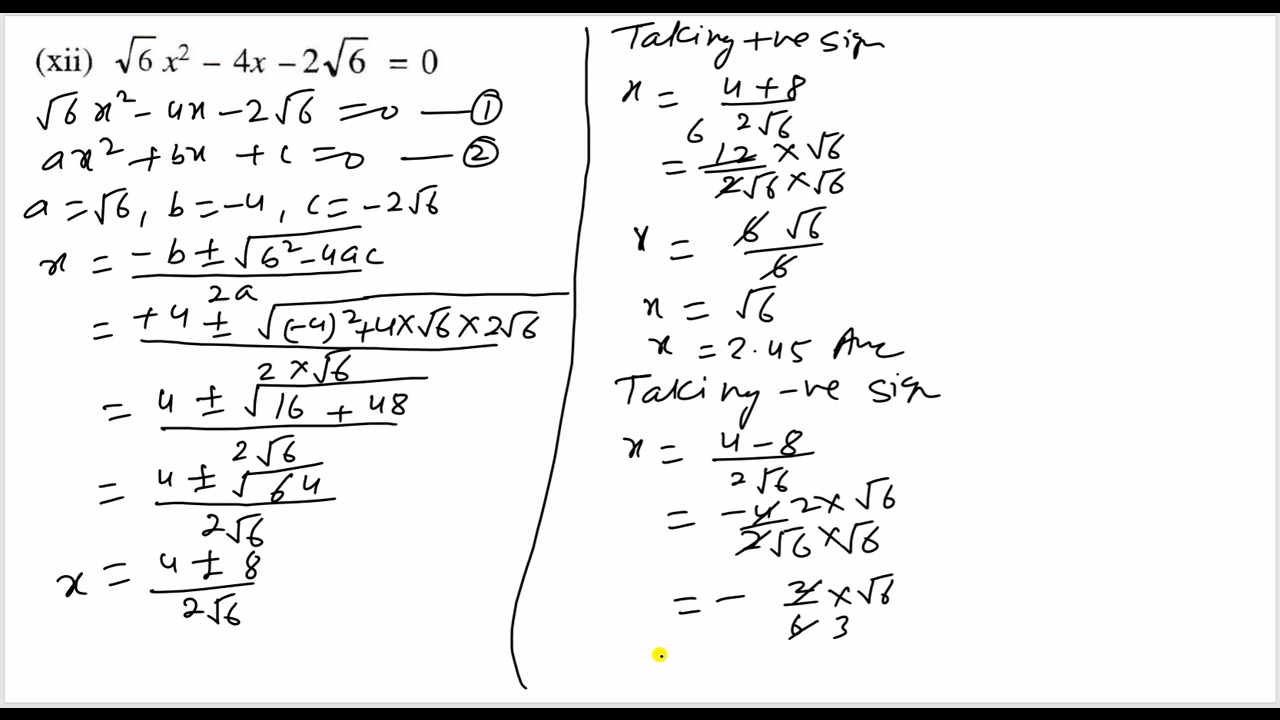 (xii) √6 x² − 4x − 2√6 = 0
√6 x² − 4x − 2√6 = 0 — ①
ax² + bx + c = 0 — ②
a = √6, b = −4, c = −2√6
x = (−b ± √(b² − 4ac)) / 2a
= (+4 ± √((−4)² + 4×√6×2√6)) / (2×√6)
= (4 ± √(16 + 48)) / 2√6
= (4 ± √64) / 2√6
x = (4 ± 8) / 2√6
Taking +ve sign
x = (4 + 8) / 2√6
6
= (12 × √6) / (2√6 × √6)
x = 6√6 / 6
x = √6
x = 2.45 Ans
Taking −ve sign
x = (4 − 8) / 2√6
= (−4 2 × √6) / (2√6 × √6)
= − (2 × √6) / (6 3)